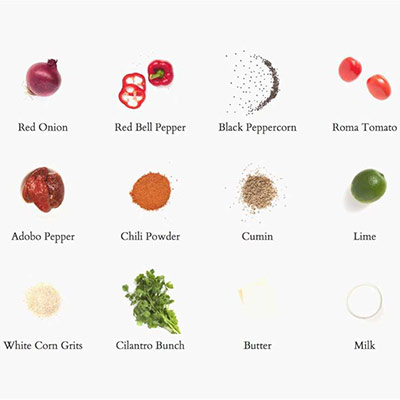 Red Onion
Red Bell Pepper
Black Peppercorn
Roma Tomato
Adobo Pepper
Chili Powder
Cumin
Lime
White Corn Grits
Cilantro Bunch
Butter
Milk